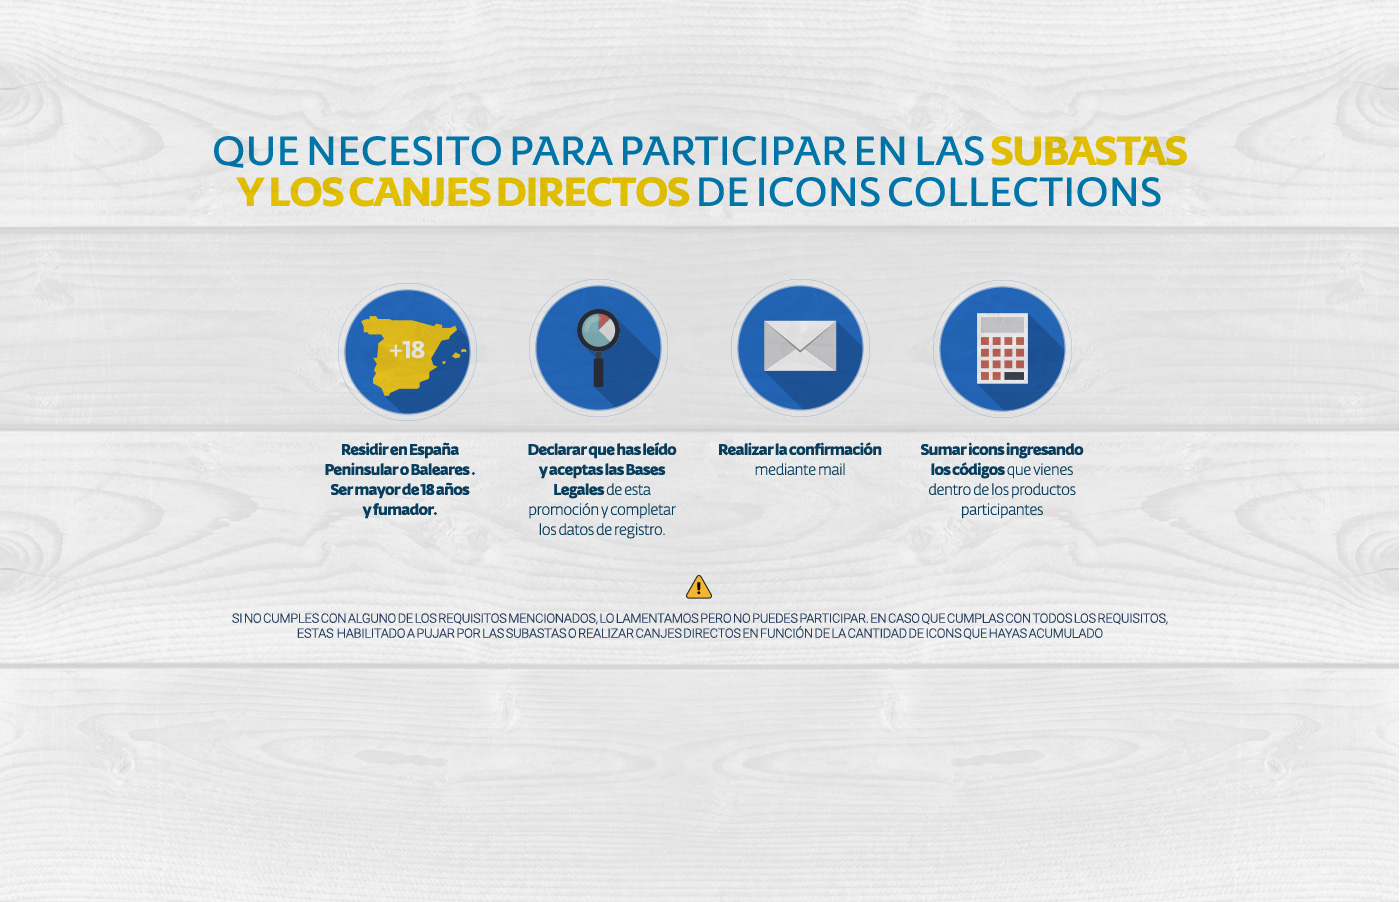 QUE NECESITO PARA PARTICIPAR EN LAS SUBASTAS
Y LOS CANJES DIRECTOS DE ICONS COLLECTIONS
+18
Residir en España
Peninsular o Baleares .
Ser mayor de 18 años
y fumador.
Declarar que has leído
y aceptas las Bases
Legales de esta
promoción y completar
los datos de registro.
Realizar la confirmación
mediante mail
Sumar icons ingresando
los códigos que vienes
dentro de los productos
participantes
SI NO CUMPLES CON ALGUNO DE LOS REQUISITOS MENCIONADOS, LO LAMENTAMOS PERO NO PUEDES PARTICIPAR. EN CASO QUE CUMPLAS CON TODOS LOS REQUISITOS,
ESTAS HABILITADO A PUJAR POR LAS SUBASTAS O REALIZAR CANJES DIRECTOS EN FUNCIÓN DE LA CANTIDAD DE ICONS QUE HAYAS ACUMULADO